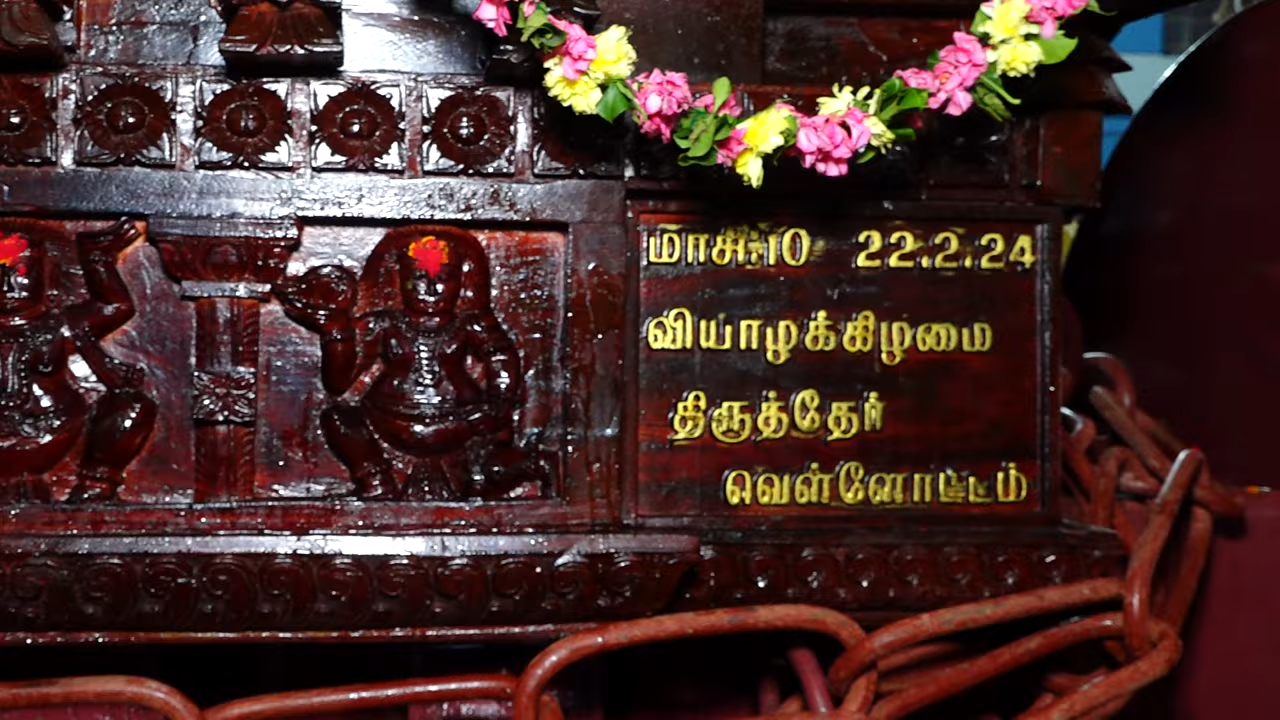 மாசி.10 22.2.24
வியாழக்கிழமை
திருத்தேர்
வெள்ளோட்டம்